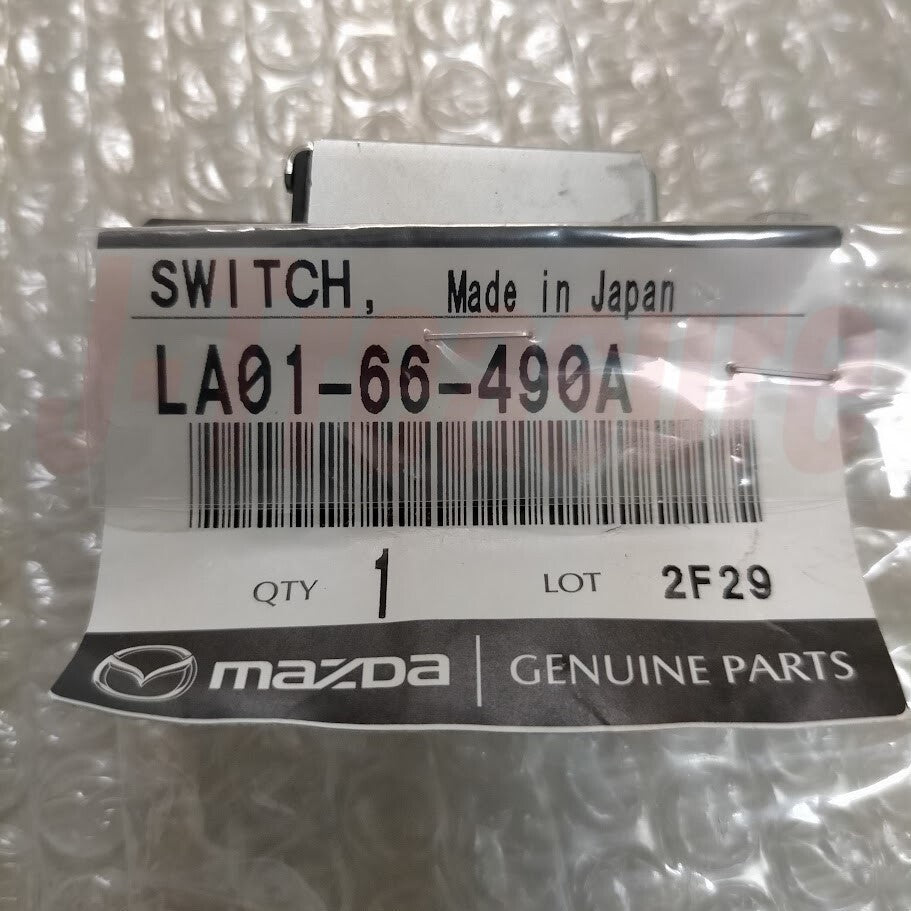 SWITCH, Made in Japan
LA01-66-490A
QTY 1 LOT 2F29
mazda GENUINE PARTS